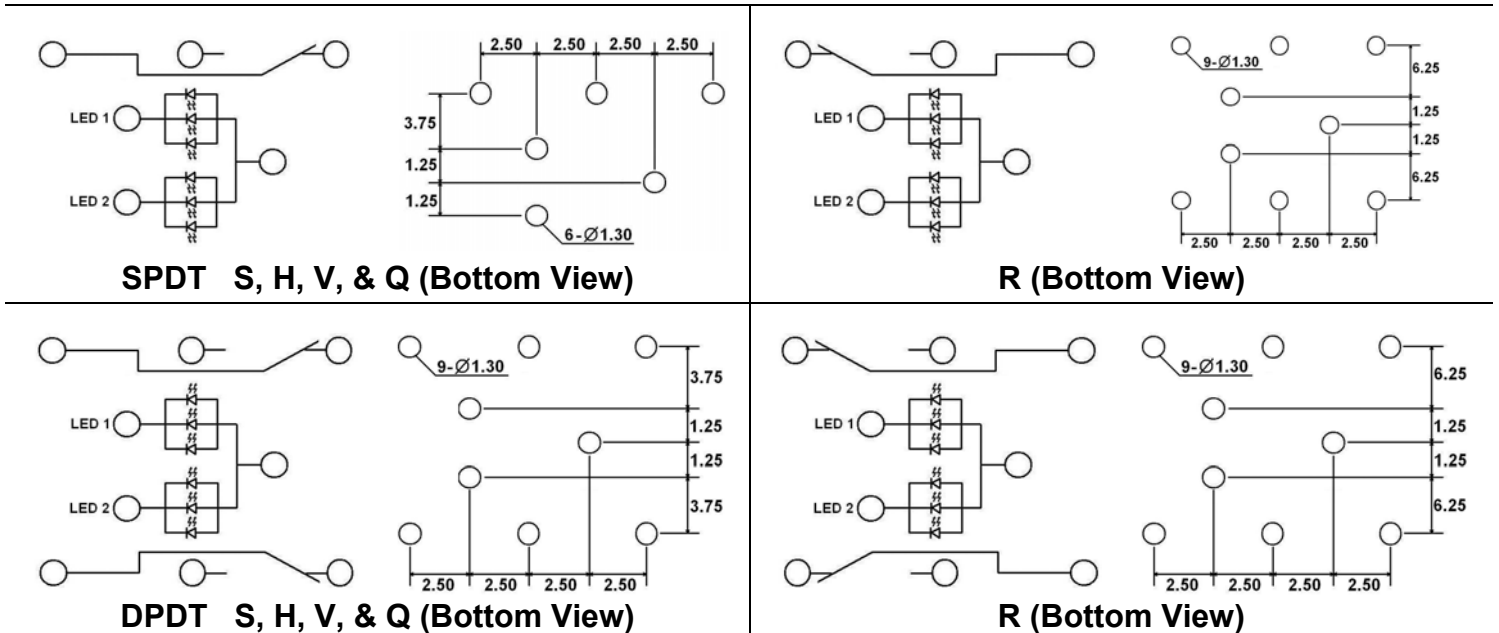 2.50 2.50 2.50 2.50
LED 1
LED 2
3.75
1.25
1.25
6-Ø1.30
SPDT S, H, V, & Q (Bottom View)
LED 1
LED 2
9-Ø1.30
6.25
1.25
1.25
6.25
2.50 2.50 2.50 2.50
R (Bottom View)
LED 1
LED 2
9-Ø1.30
3.75
1.25
1.25
3.75
2.50 2.50 2.50 2.50
DPDT S, H, V, & Q (Bottom View)
LED 1
LED 2
9-Ø1.30
6.25
1.25
1.25
6.25
2.50 2.50 2.50 2.50
R (Bottom View)